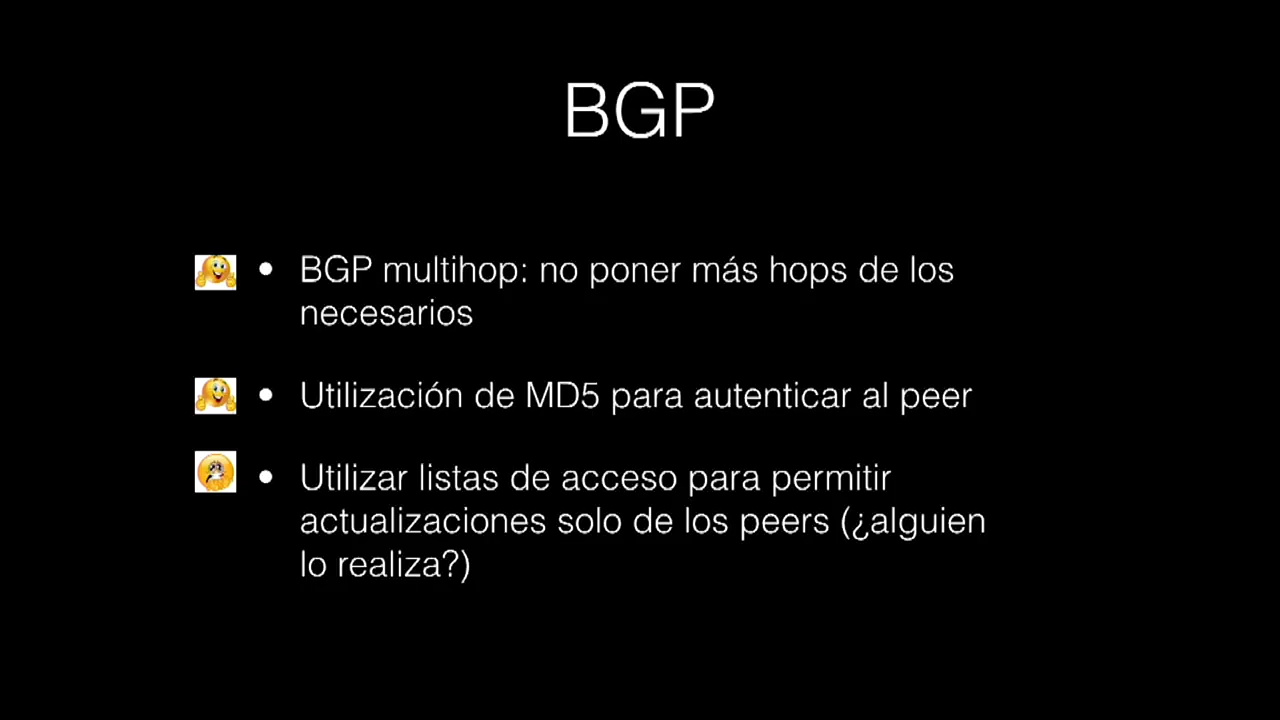 BGP
• BGP multihop: no poner más hops de los
necesarios
• Utilización de MD5 para autenticar al peer
• Utilizar listas de acceso para permitir
actualizaciones solo de los peers (¿alguien
lo realiza?)